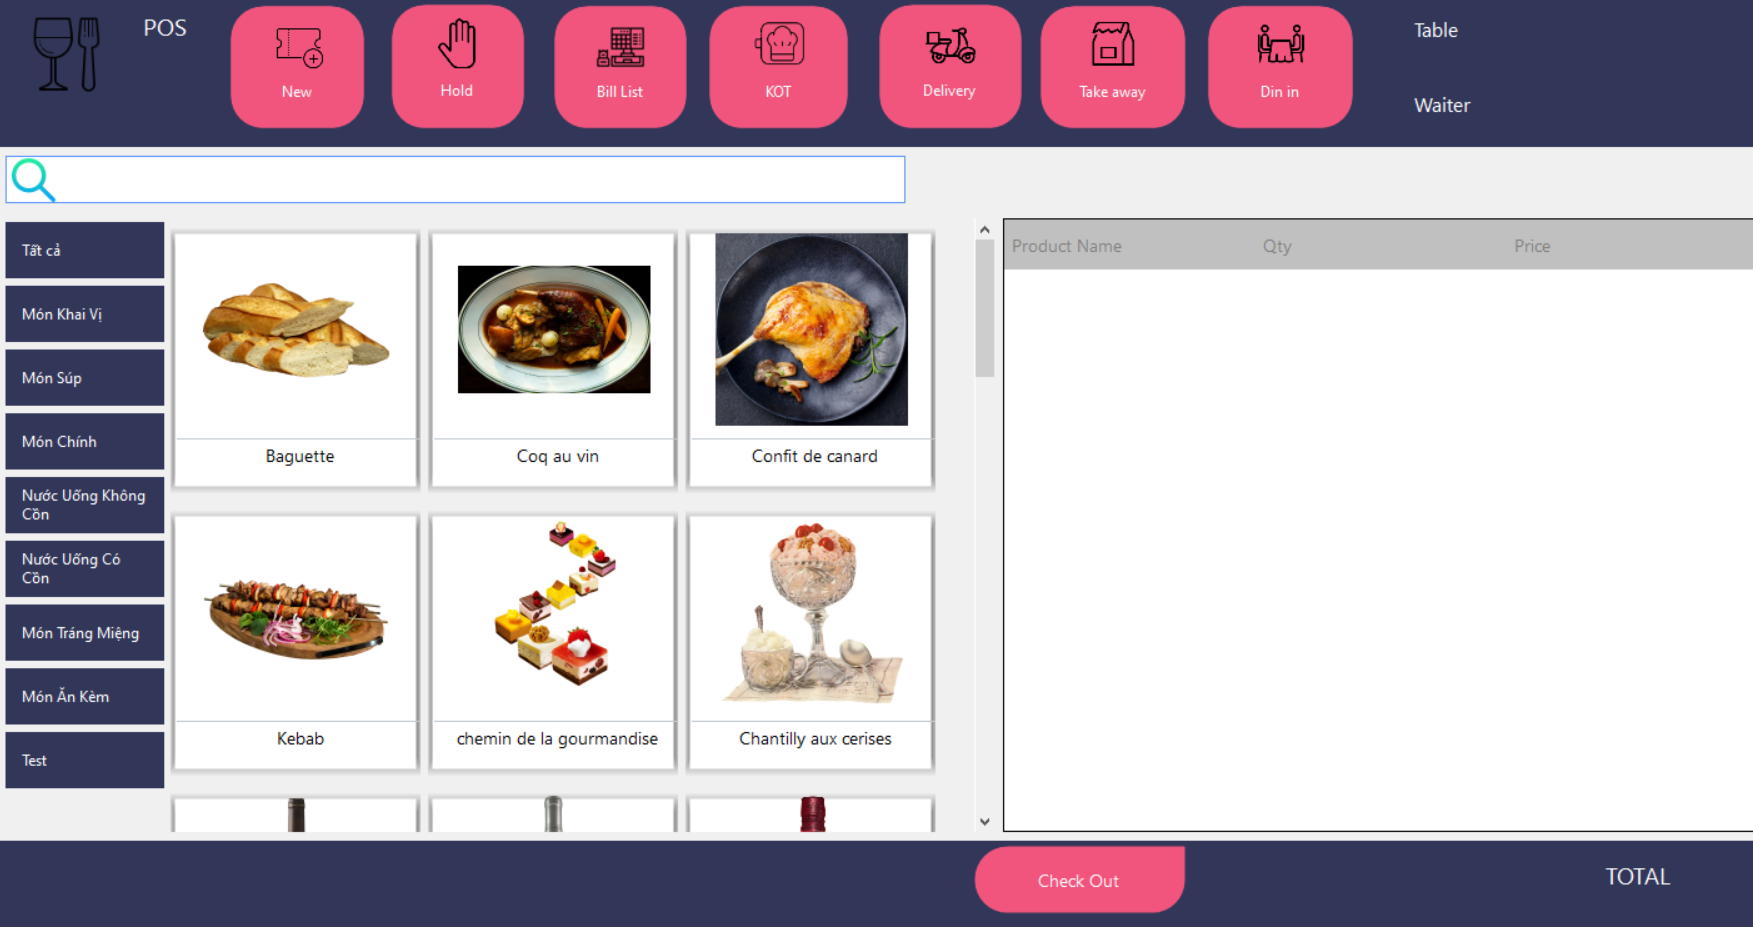 POS
New
Hold
Bill List
KOT
Delivery
Take away
Din in
Table
Waiter
Tất cả
Món Khai Vị
Món Súp
Món Chính
Nước Uống Không
Cồn
Nước Uống Có
Cồn
Món Tráng Miệng
Món Ăn Kèm
Test
Baguette
Coq au vin
Confit de canard
Kebab
chemin de la gourmandise
Chantilly aux cerises
Product Name
Qty
Price
Check Out
TOTAL